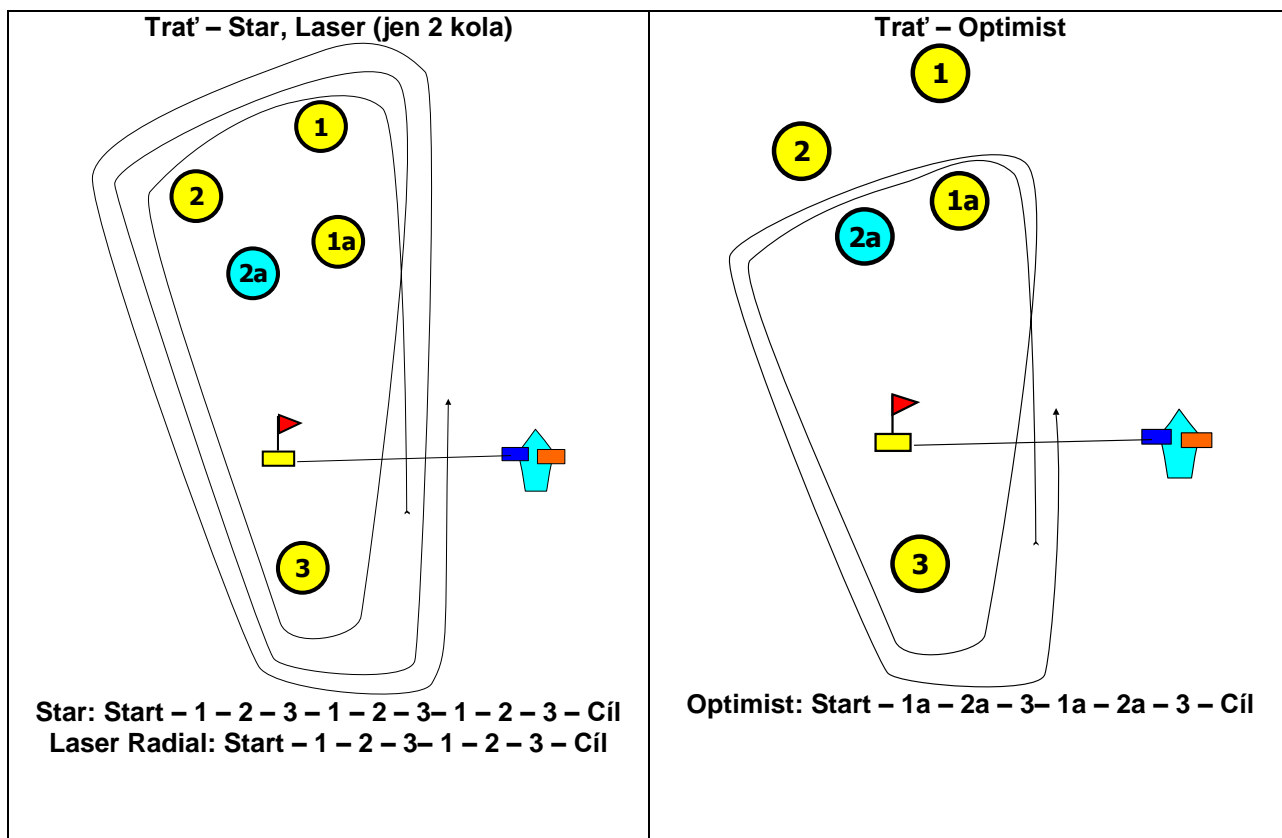 Trať – Star, Laser (jen 2 kola)
1
2
1a
2a
3
Star: Start – 1 – 2 – 3 – 1 – 2 – 3– 1 – 2 – 3 – Cíl
Laser Radial: Start – 1 – 2 – 3– 1 – 2 – 3 – Cíl
Trať – Optimist
1
2
1a
2a
3
Optimist: Start – 1a – 2a – 3– 1a – 2a – 3 – Cíl